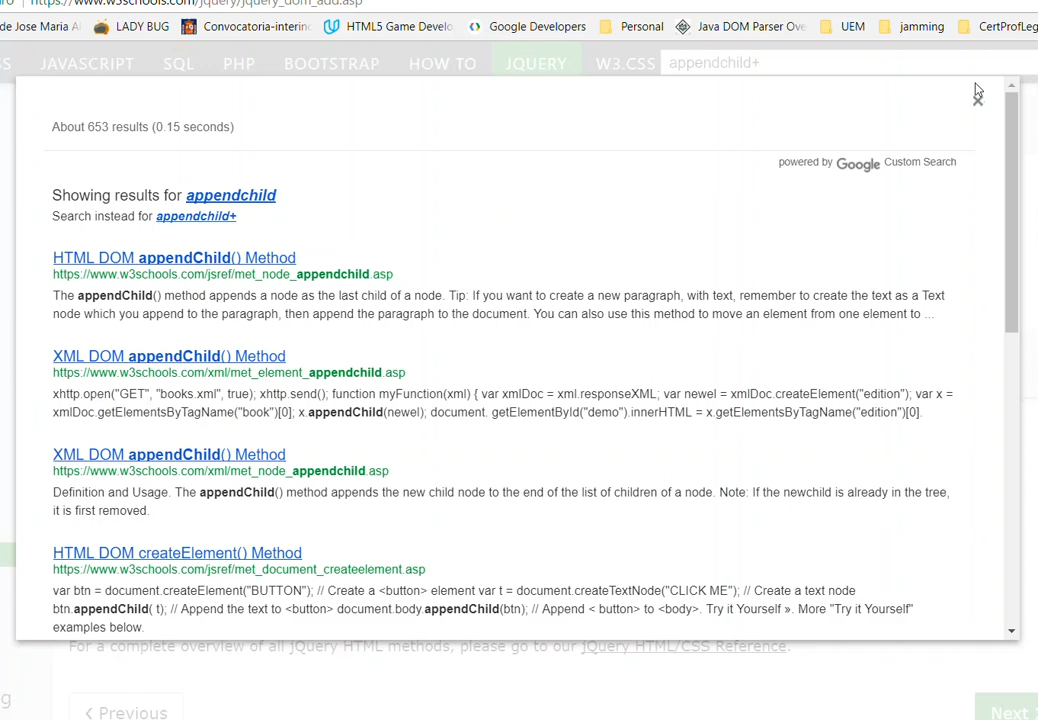 https://www.w3schools.com/jquery/jquery_dom_add.asp
de Jose Maria LADY BUG Convocatoria-interin HTML5 Game Develo Google Developers Personal Java DOM Parser Ove UEM jamming CertProfLeg
JAVASCRIPT SQL PHP BOOTSTRAP HOW TO JQUERY W3.CSS appendchild+
About 653 results (0.15 seconds)
powered by Google Custom Search
Showing results for appendchild
Search instead for appendchild+
HTML DOM appendChild() Method
https://www.w3schools.com/jsref/met_node_appendchild.asp
The appendChild() method appends a node as the last child of a node. Tip: If you want to create a new paragraph, with text, remember to create the text as a Text
node which you append to the paragraph, then append the paragraph to the document. You can also use this method to move an element from one element to ...
XML DOM appendChild() Method
https://www.w3schools.com/xml/met_element_appendchild.asp
xhttp.open("GET", "books.xml", true); xhttp.send(); function myFunction(xml) { var xmlDoc = xml.responseXML; var newel = xmlDoc.createElement("edition"); var x =
xmlDoc.getElementsByTagName("book")[0]; x.appendChild(newel); document. getElementById("demo").innerHTML = x.getElementsByTagName("edition")[0].
XML DOM appendChild() Method
https://www.w3schools.com/xml/met_node_appendchild.asp
Definition and Usage. The appendChild() method appends the new child node to the end of the list of children of a node. Note: If the newchild is already in the tree,
it is first removed.
HTML DOM createElement() Method
https://www.w3schools.com/jsref/met_document_createelement.asp
var btn = document.createElement("BUTTON"); // Create a <button> element var t = document.createTextNode("CLICK ME"); // Create a text node
btn.appendChild( t); // Append the text to <button> document.body.appendChild(btn); // Append < button> to <body>. Try it Yourself ». More "Try it Yourself"
examples below.
For a complete overview of all jQuery HTML methods, please go to our jQuery HTML/CSS Reference.
❮ Previous Next